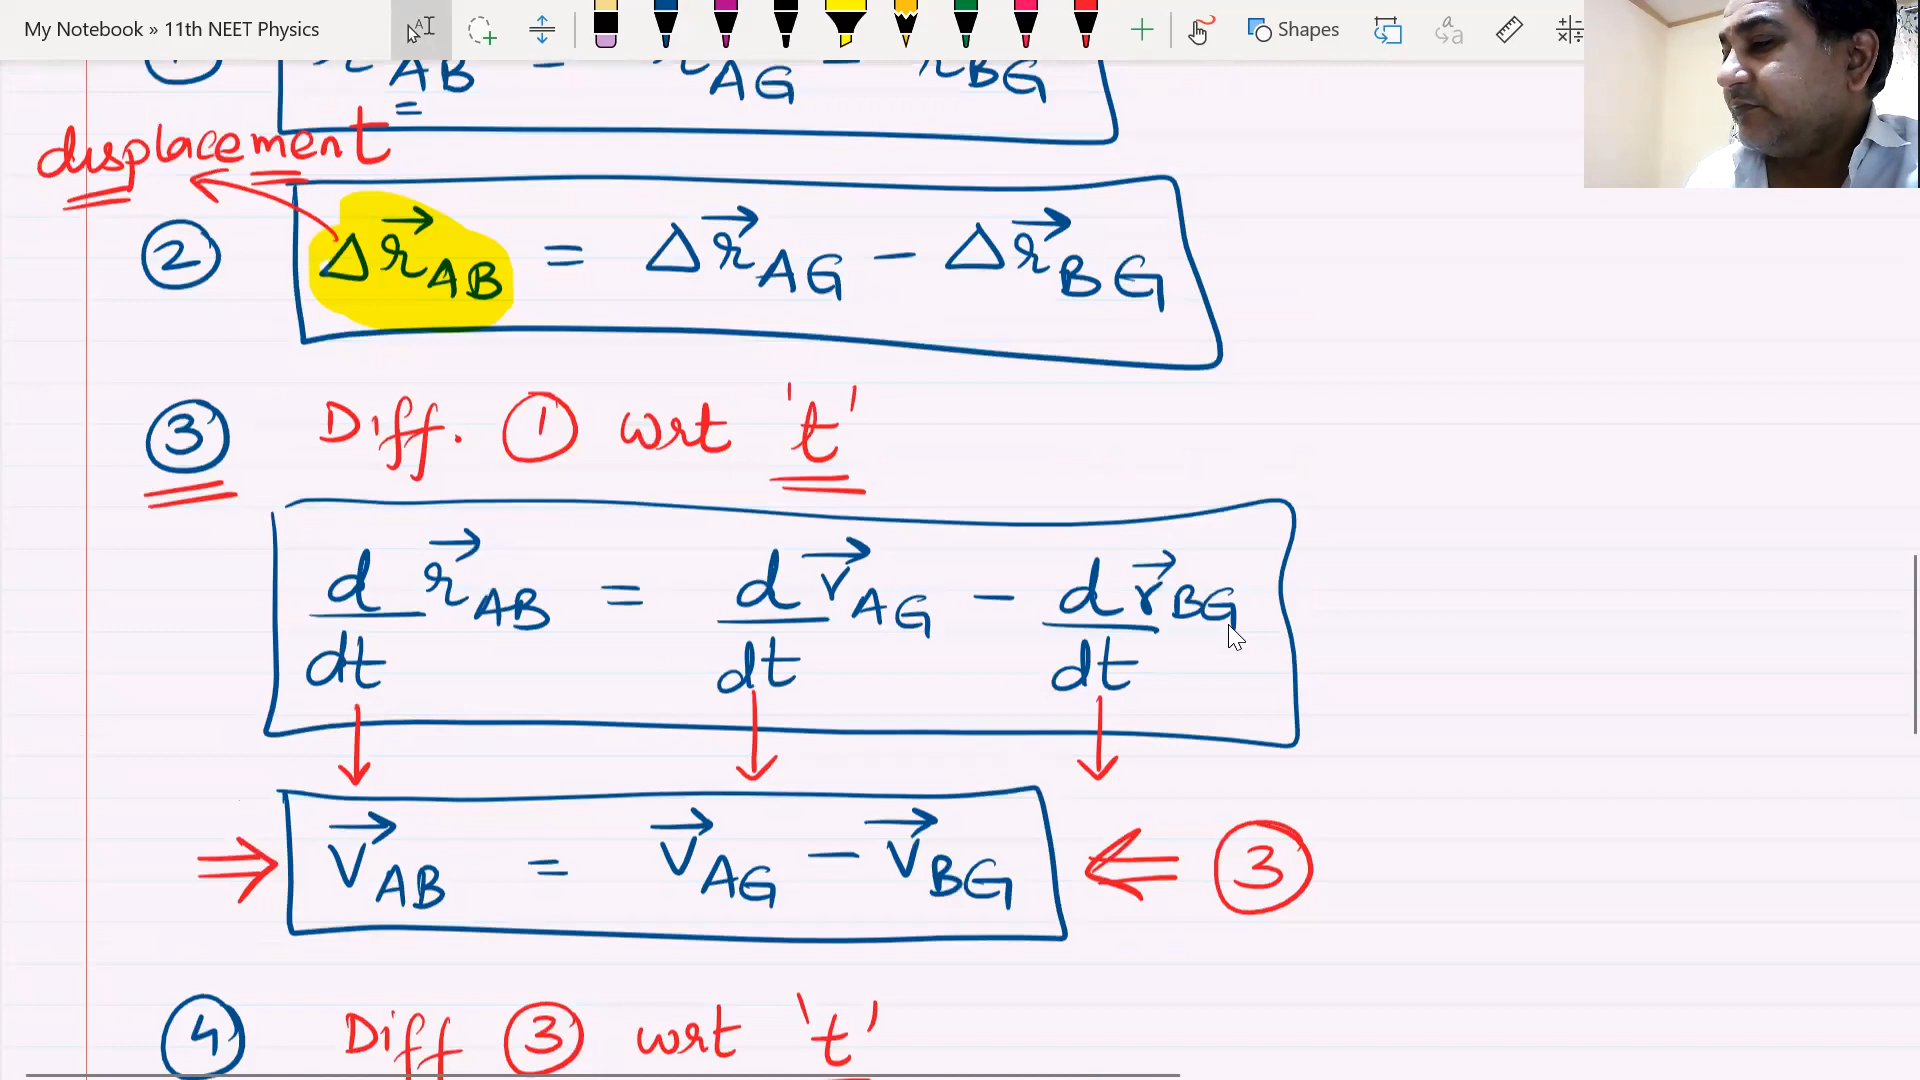 My Notebook » 11th NEET Physics
Shapes
r⃗AB = r⃗AG − r⃗BG
displacement
② Δr⃗AB = Δr⃗AG − Δr⃗BG
③ Diff. ① wrt 't'
d/dt r⃗AB = d/dt r⃗AG − d/dt r⃗BG
⇒ V⃗AB = V⃗AG − V⃗BG ⇐ ③
④ Diff ③ wrt 't'